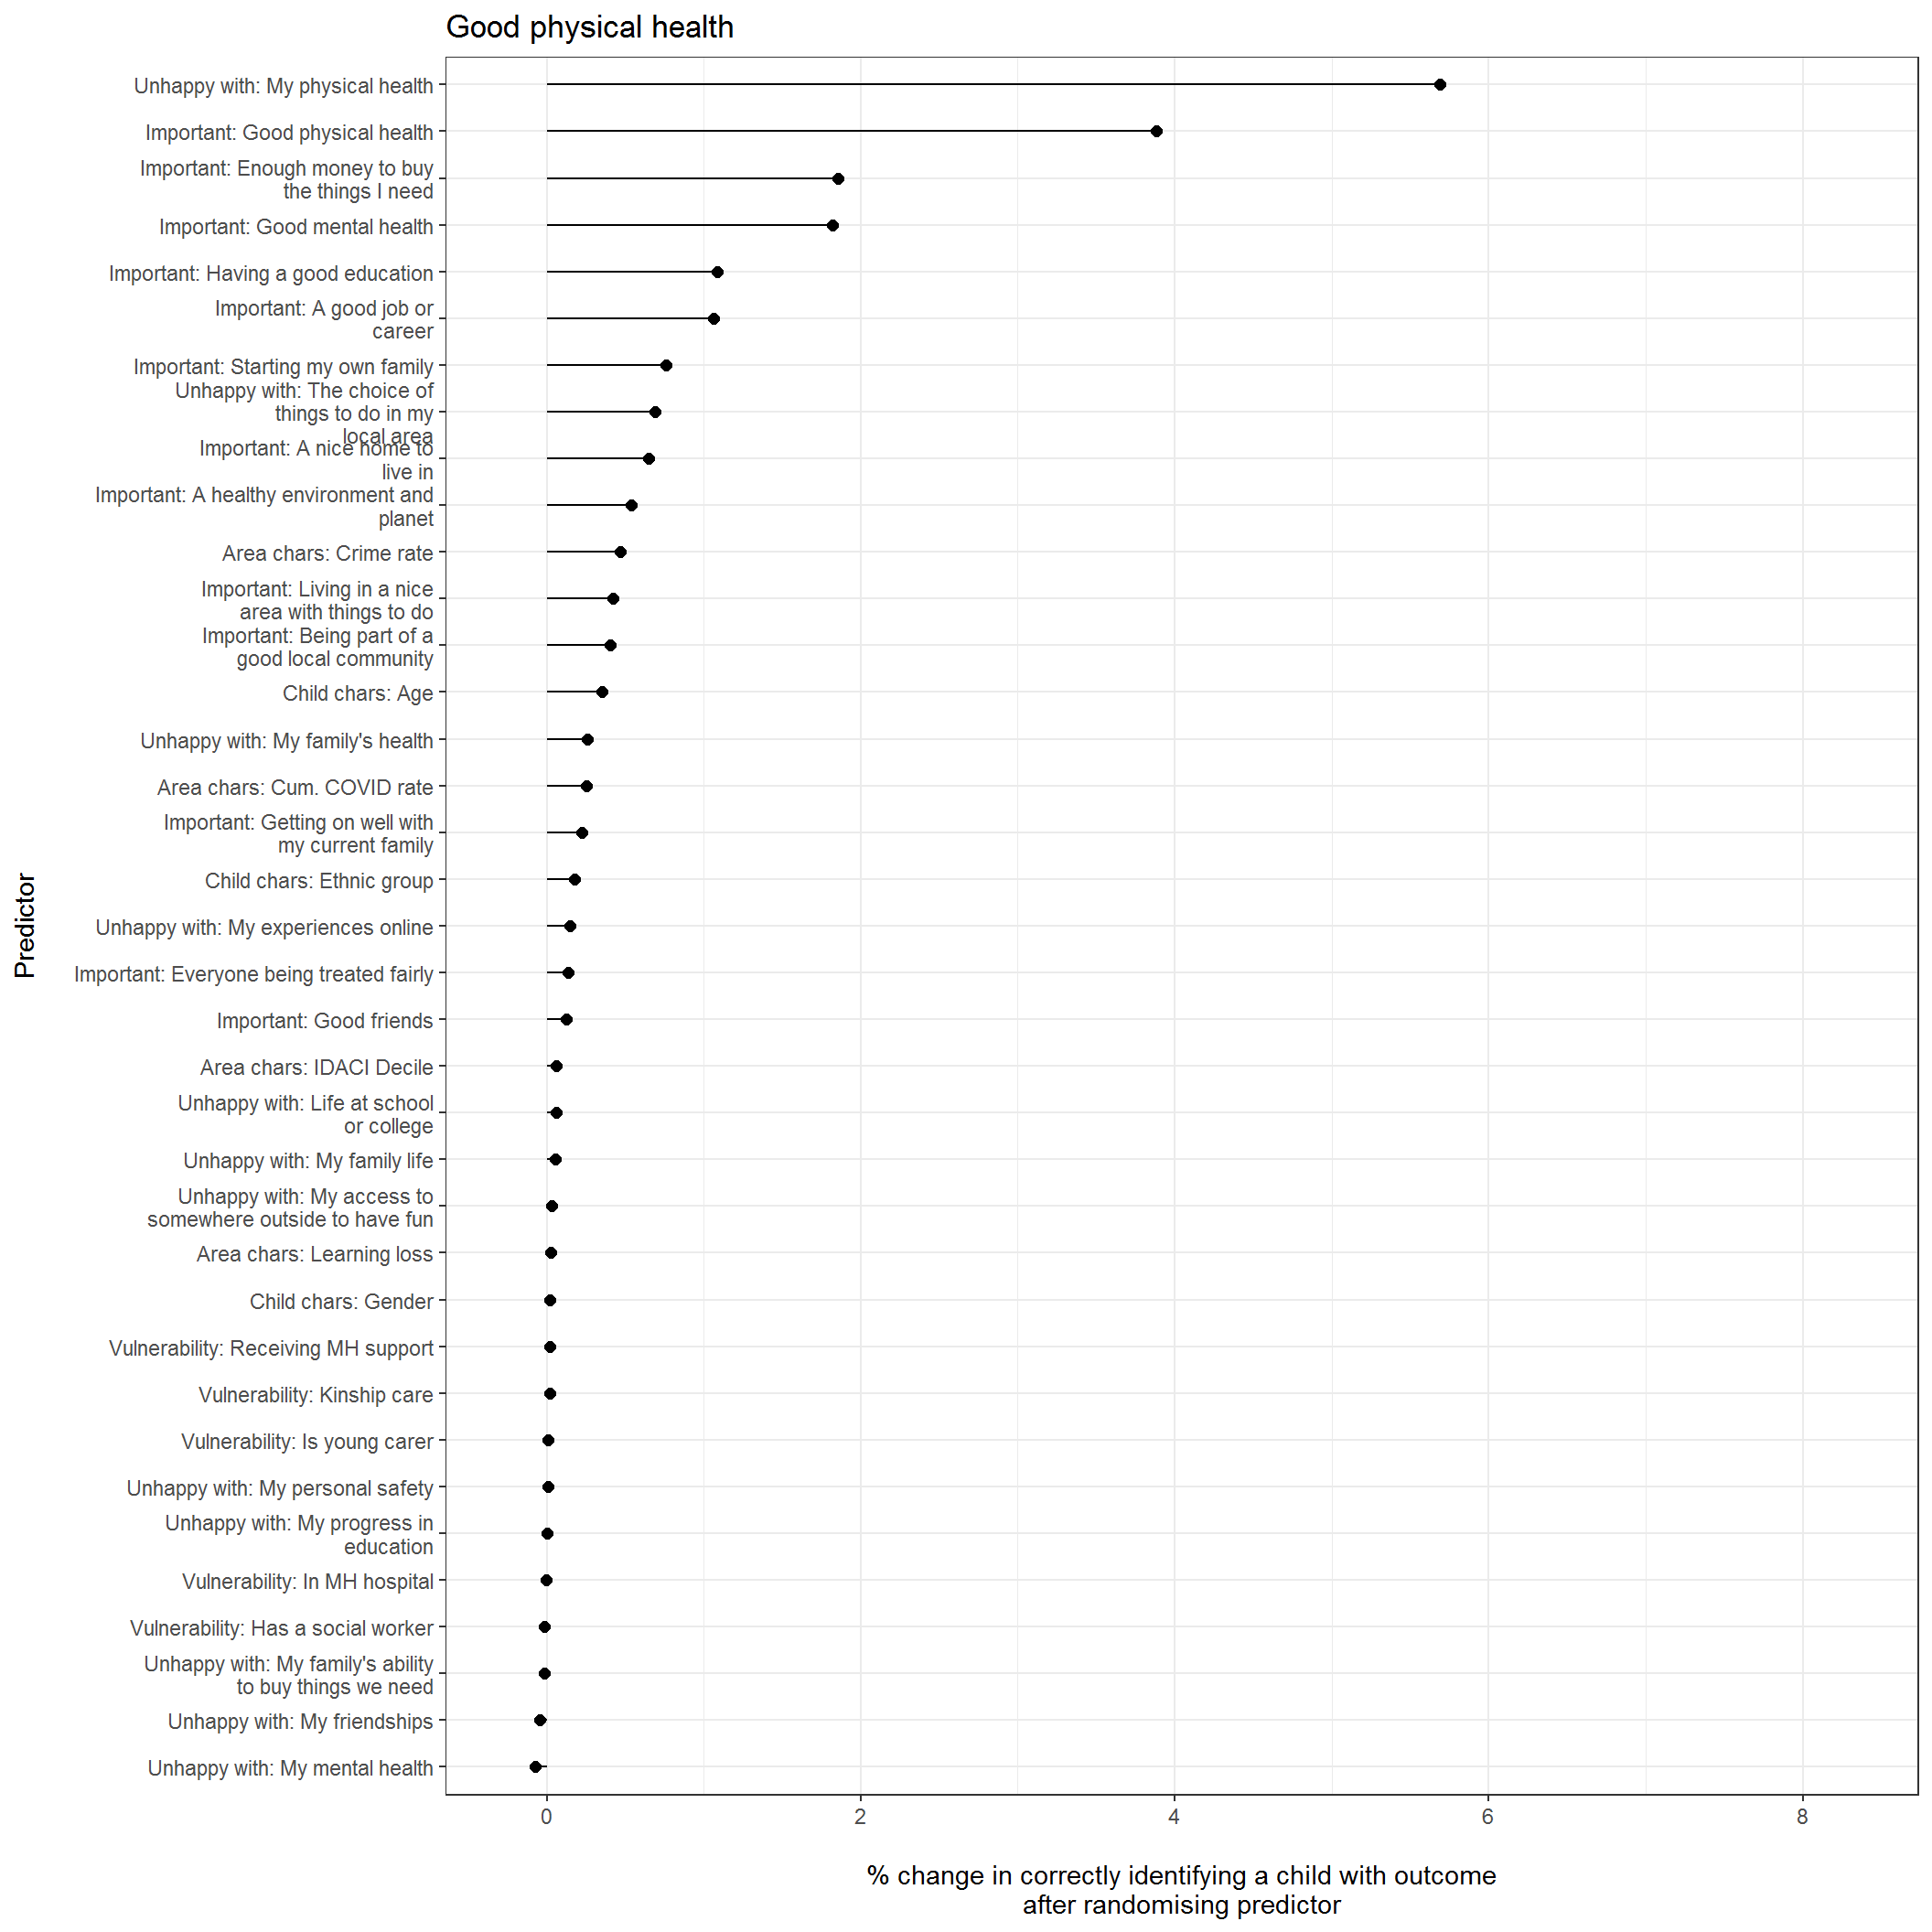 Good physical health
Unhappy with: My physical health
Important: Good physical health
Important: Enough money to buy
the things I need
Important: Good mental health
Important: Having a good education
Important: A good job or
career
Important: Starting my own family
Unhappy with: The choice of
things to do in my
local area
Important: A nice home to
live in
Important: A healthy environment and
planet
Area chars: Crime rate
Important: Living in a nice
area with things to do
Important: Being part of a
good local community
Child chars: Age
Unhappy with: My family's health
Area chars: Cum. COVID rate
Important: Getting on well with
my current family
Child chars: Ethnic group
Unhappy with: My experiences online
Important: Everyone being treated fairly
Important: Good friends
Area chars: IDACI Decile
Unhappy with: Life at school
or college
Unhappy with: My family life
Unhappy with: My access to
somewhere outside to have fun
Area chars: Learning loss
Child chars: Gender
Vulnerability: Receiving MH support
Vulnerability: Kinship care
Vulnerability: Is young carer
Unhappy with: My personal safety
Unhappy with: My progress in
education
Vulnerability: In MH hospital
Vulnerability: Has a social worker
Unhappy with: My family's ability
to buy things we need
Unhappy with: My friendships
Unhappy with: My mental health
Predictor
0 2 4 6 8
% change in correctly identifying a child with outcome
after randomising predictor